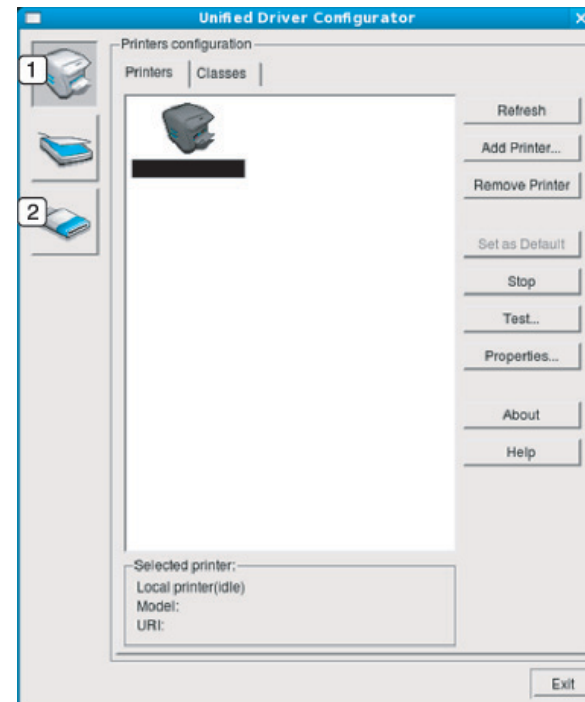 Unified Driver Configurator
1
2
Printers configuration
Printers
Classes
Refresh
Add Printer...
Remove Printer
Set as Default
Stop
Test...
Properties...
About
Help
Selected printer:
Local printer(idle)
Model:
URI:
Exit